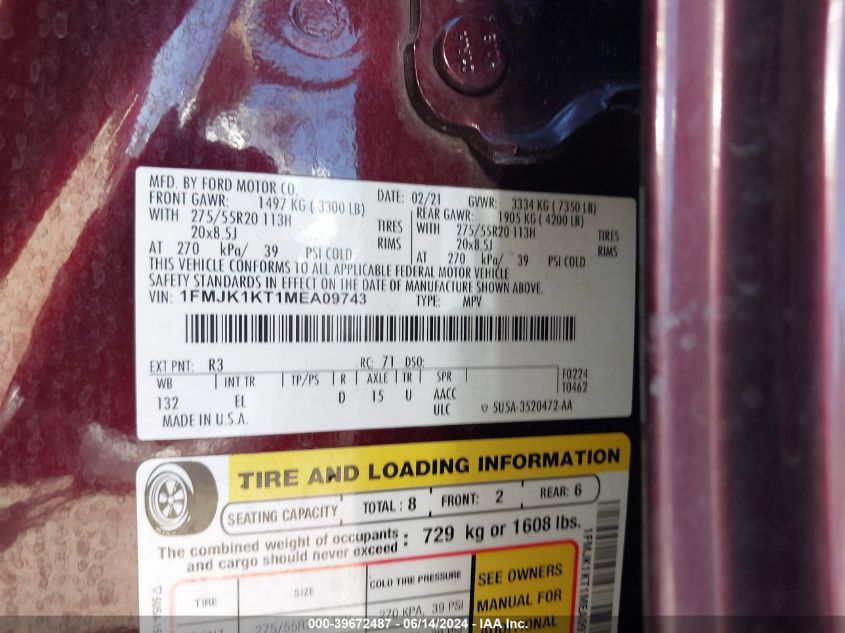 MFD. BY FORD MOTOR CO.
DATE: 02/21 GVWR: 3334 KG ( 7350 LB)
FRONT GAWR: 1497 KG ( 3300 LB) REAR GAWR: 1905 KG ( 4200 LB)
WITH 275/55R20 113H TIRES WITH 275/55R20 113H TIRES
20x8.5J RIMS 20x8.5J RIMS
AT 270 kPa/ 39 PSI COLD AT 270 kPa/ 39 PSI COLD
THIS VEHICLE CONFORMS TO ALL APPLICABLE FEDERAL MOTOR VEHICLE
SAFETY STANDARDS IN EFFECT ON THE DATE OF MANUFACTURE SHOWN ABOVE.
VIN: 1FMJK1KT1MEA09743 TYPE: MPV
EXT PNT: R3 RC: 71 DSO:
WB INT TR TP/PS R AXLE TR SPR F0224
132 EL D 15 U AACC T0462
ULC 5U5A-3520472-AA
MADE IN U.S.A.
TIRE AND LOADING INFORMATION
SEATING CAPACITY TOTAL : 8 FRONT: 2 REAR: 6
The combined weight of occupants and cargo should never exceed : 729 kg or 1608 lbs.
TIRE SIZE COLD TIRE PRESSURE
SEE OWNERS
MANUAL FOR
270 KPA, 39 PSI
000-39672487 - 06/14/2024 - IAA Inc.